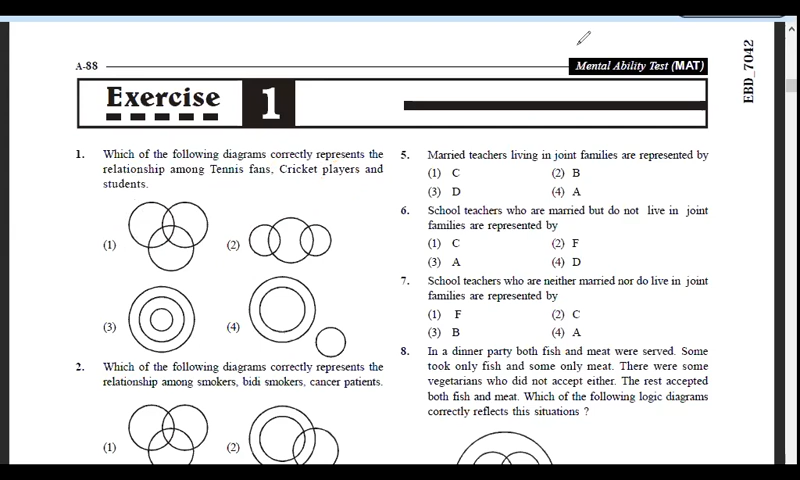 A-88
Mental Ability Test (MAT)
EBD_7042
Exercise 1
1. Which of the following diagrams correctly represents the
relationship among Tennis fans, Cricket players and
students.
(1) (2)
(3) (4)
2. Which of the following diagrams correctly represents the
relationship among smokers, bidi smokers, cancer patients.
(1) (2)
5. Married teachers living in joint families are represented by
(1) C (2) B
(3) D (4) A
6. School teachers who are married but do not live in joint
families are represented by
(1) C (2) F
(3) A (4) D
7. School teachers who are neither married nor do live in joint
families are represented by
(1) F (2) C
(3) B (4) A
8. In a dinner party both fish and meat were served. Some
took only fish and some only meat. There were some
vegetarians who did not accept either. The rest accepted
both fish and meat. Which of the following logic diagrams
correctly reflects this situations ?